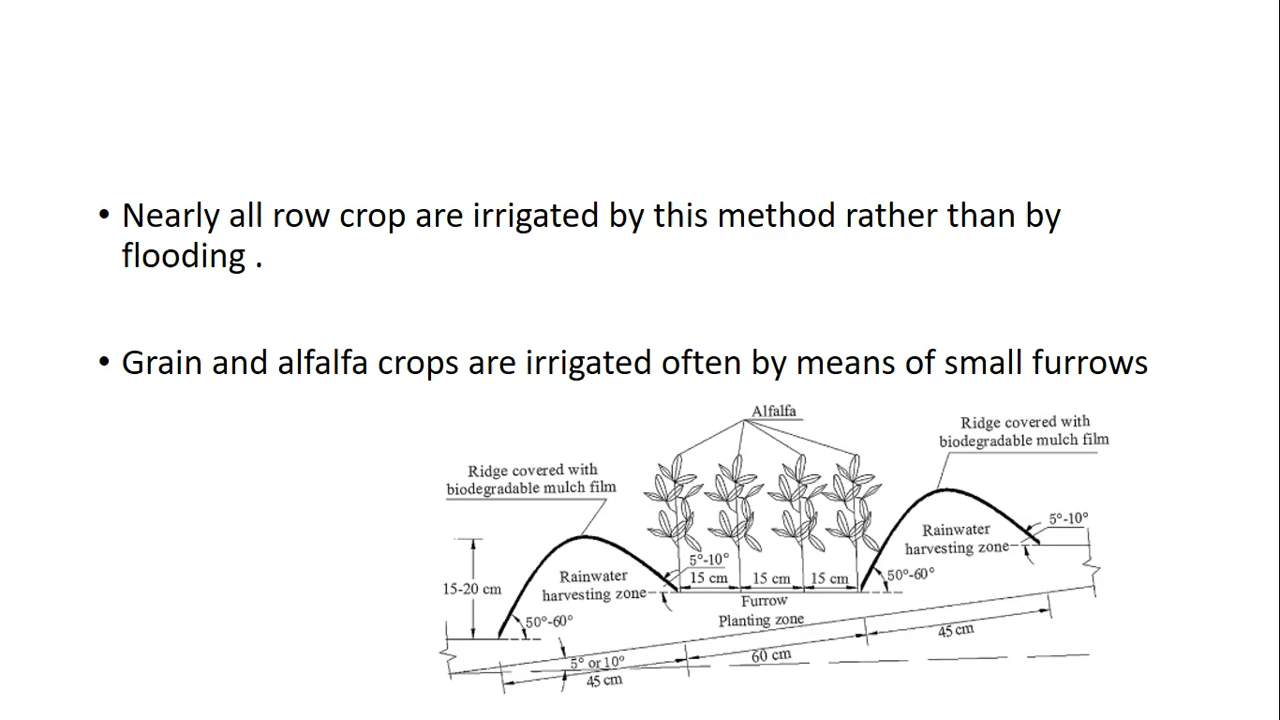 • Nearly all row crop are irrigated by this method rather than by
flooding .
• Grain and alfalfa crops are irrigated often by means of small furrows
Alfalfa
Ridge covered with
biodegradable mulch film
Ridge covered with
biodegradable mulch film
5°-10°
Rainwater
harvesting zone
5°-10°
15-20 cm
Rainwater
harvesting zone
15 cm
15 cm
15 cm
50°-60°
Furrow
Planting zone
50°-60°
45 cm
60 cm
5° or 10°
45 cm